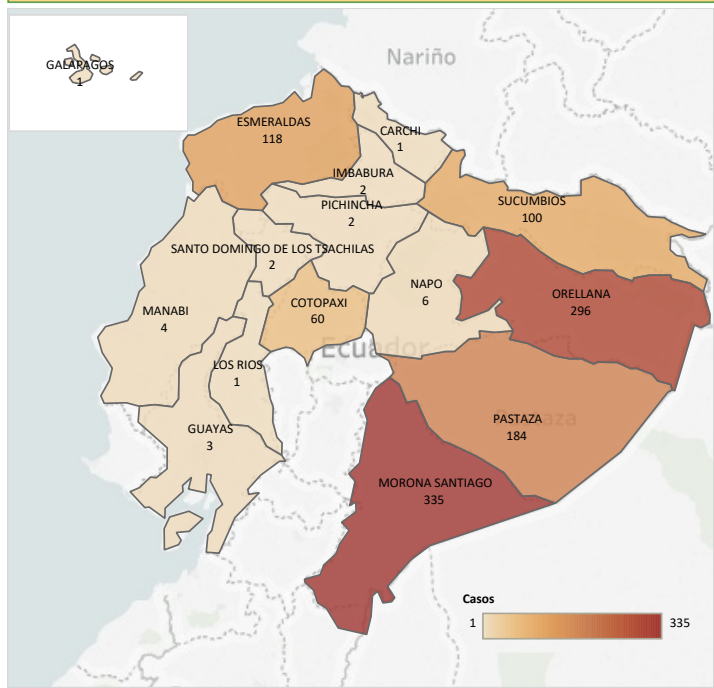 Nariño
GALAPAGOS
1
ESMERALDAS
118
CARCHI
1
IMBABURA
2
PICHINCHA
2
SUCUMBIOS
100
SANTO DOMINGO DE LOS TSACHILAS
2
NAPO
6
ORELLANA
296
COTOPAXI
60
MANABI
4
Ecuador
LOS RIOS
1
PASTAZA
184
GUAYAS
3
MORONA SANTIAGO
335
Casos
1
335